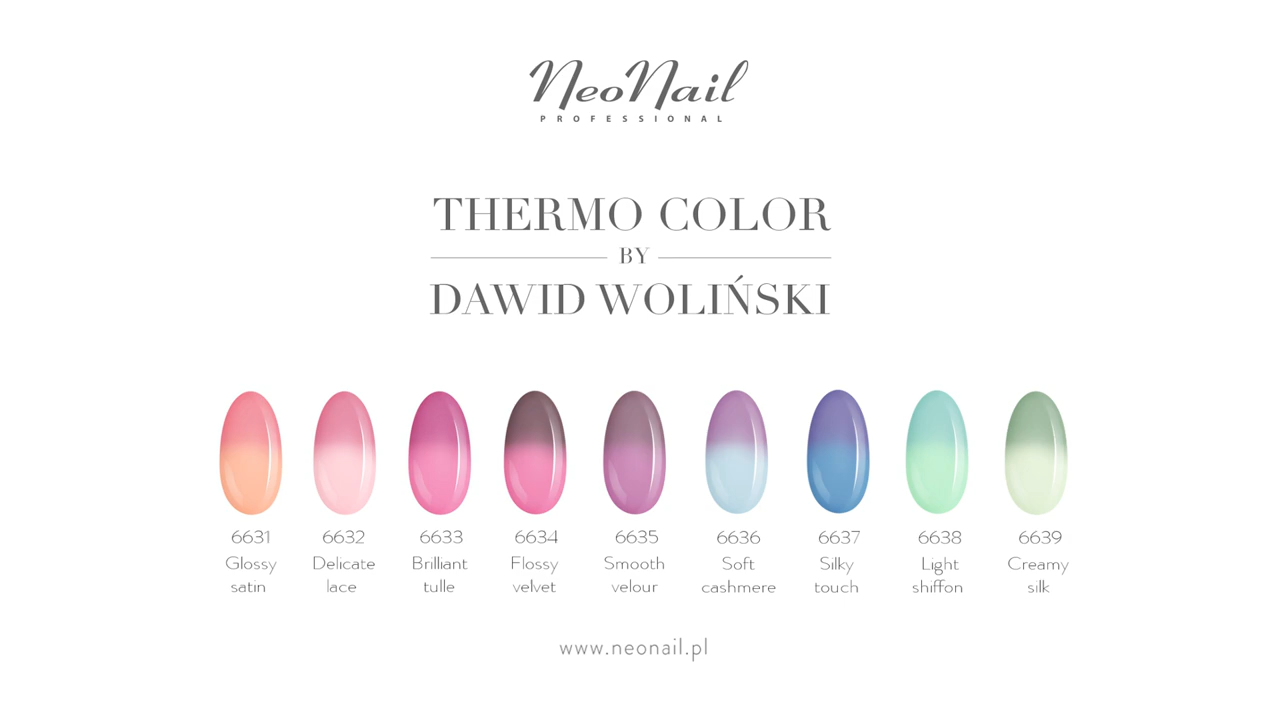 NeoNail
PROFESSIONAL
THERMO COLOR
BY
DAWID WOLIŃSKI
6631 6632 6633 6634 6635 6636 6637 6638 6639
Glossy Delicate Brilliant Flossy Smooth Soft Silky Light Creamy
satin lace tulle velvet velour cashmere touch shiffon silk
www.neonail.pl